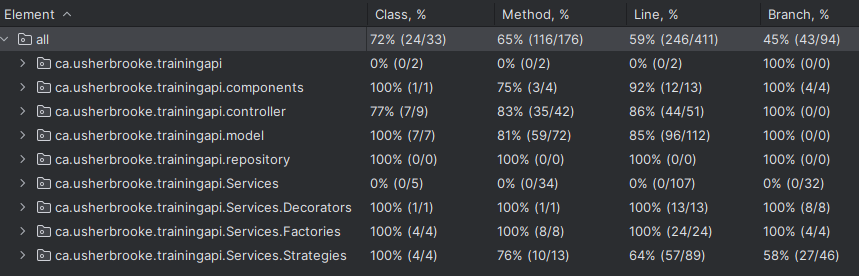 Element Class, % Method, % Line, % Branch, %
all 72% (24/33) 65% (116/176) 59% (246/411) 45% (43/94)
ca.usherbrooke.trainingapi 0% (0/2) 0% (0/2) 0% (0/2) 100% (0/0)
ca.usherbrooke.trainingapi.components 100% (1/1) 75% (3/4) 92% (12/13) 100% (4/4)
ca.usherbrooke.trainingapi.controller 77% (7/9) 83% (35/42) 86% (44/51) 100% (0/0)
ca.usherbrooke.trainingapi.model 100% (7/7) 81% (59/72) 85% (96/112) 100% (0/0)
ca.usherbrooke.trainingapi.repository 100% (0/0) 100% (0/0) 100% (0/0) 100% (0/0)
ca.usherbrooke.trainingapi.Services 0% (0/5) 0% (0/34) 0% (0/107) 0% (0/32)
ca.usherbrooke.trainingapi.Services.Decorators 100% (1/1) 100% (1/1) 100% (13/13) 100% (8/8)
ca.usherbrooke.trainingapi.Services.Factories 100% (4/4) 100% (8/8) 100% (24/24) 100% (4/4)
ca.usherbrooke.trainingapi.Services.Strategies 100% (4/4) 76% (10/13) 64% (57/89) 58% (27/46)